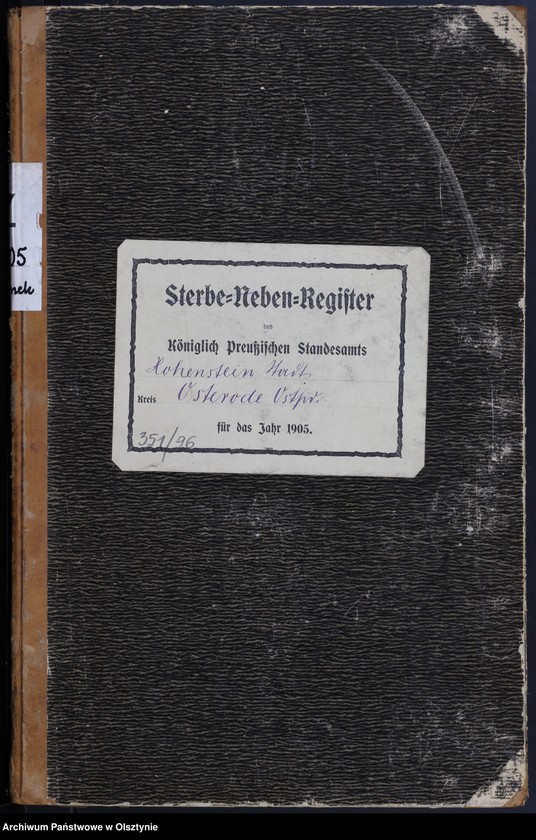 05
Sterbe=Neben=Register
des
Königlich Preußischen Standesamts
Hohenstein Stadt
Kreis Osterode Ostpr.
für das Jahr 1905.
351/96
Archiwum Państwowe w Olsztynie